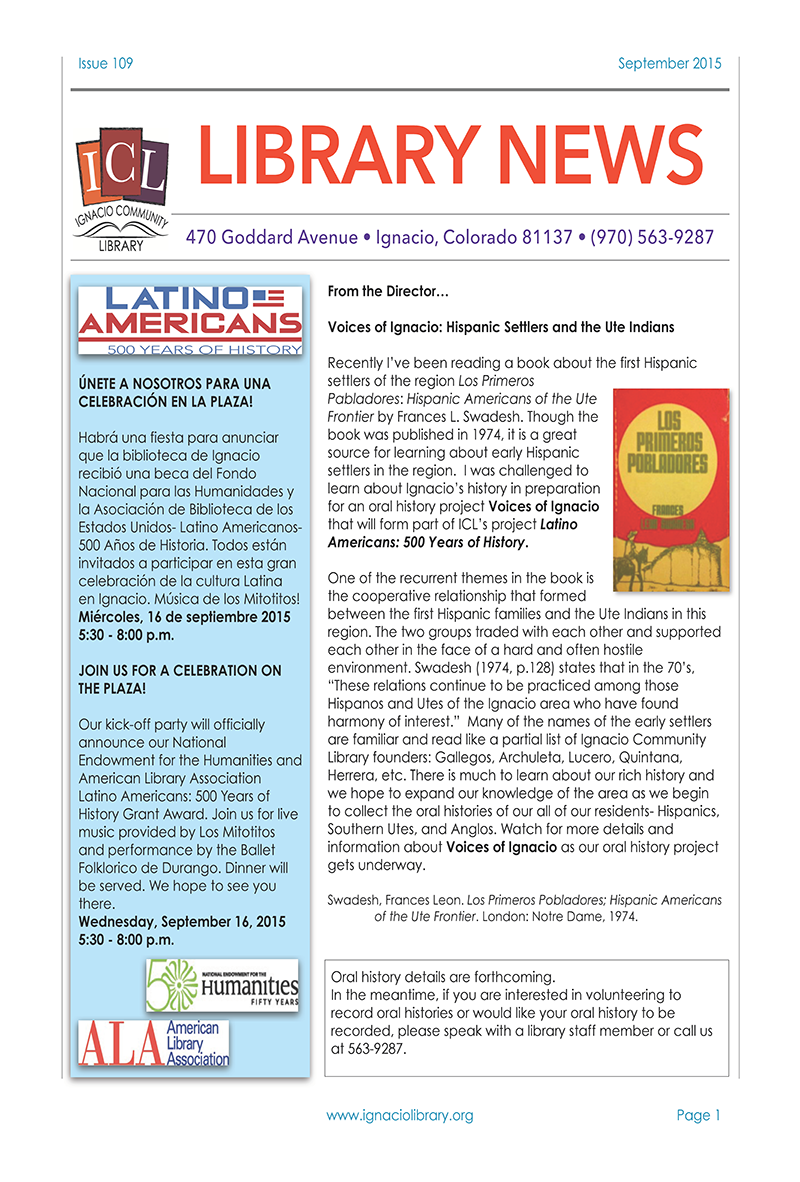 Issue 109
September 2015
ICL
IGNACIO COMMUNITY
LIBRARY
LIBRARY NEWS
470 Goddard Avenue • Ignacio, Colorado 81137 • (970) 563-9287
LATINO
AMERICANS
500 YEARS OF HISTORY
ÚNETE A NOSOTROS PARA UNA
CELEBRACIÓN EN LA PLAZA!
Habrá una fiesta para anunciar
que la biblioteca de Ignacio
recibió una beca del Fondo
Nacional para las Humanidades y
la Asociación de Biblioteca de los
Estados Unidos- Latino Americanos-
500 Años de Historia. Todos están
invitados a participar en esta gran
celebración de la cultura Latina
en Ignacio. Música de los Mitotitos!
Miércoles, 16 de septiembre 2015
5:30 - 8:00 p.m.
JOIN US FOR A CELEBRATION ON
THE PLAZA!
Our kick-off party will officially
announce our National
Endowment for the Humanities and
American Library Association
Latino Americans: 500 Years of
History Grant Award. Join us for live
music provided by Los Mitotitos
and performance by the Ballet
Folklorico de Durango. Dinner will
be served. We hope to see you
there.
Wednesday, September 16, 2015
5:30 - 8:00 p.m.
50
NATIONAL ENDOWMENT FOR THE
Humanities
FIFTY YEARS
ALA
American
Library
Association
From the Director…
Voices of Ignacio: Hispanic Settlers and the Ute Indians
Recently I've been reading a book about the first Hispanic
settlers of the region Los Primeros
Pabladores: Hispanic Americans of the Ute
Frontier by Frances L. Swadesh. Though the
book was published in 1974, it is a great
source for learning about early Hispanic
settlers in the region.  I was challenged to
learn about Ignacio's history in preparation
for an oral history project Voices of Ignacio
that will form part of ICL's project Latino
Americans: 500 Years of History.
LOS
PRIMEROS
POBLADORES
FRANCES
LEON SWADESH
One of the recurrent themes in the book is
the cooperative relationship that formed
between the first Hispanic families and the Ute Indians in this
region. The two groups traded with each other and supported
each other in the face of a hard and often hostile
environment. Swadesh (1974, p.128) states that in the 70's,
“These relations continue to be practiced among those
Hispanos and Utes of the Ignacio area who have found
harmony of interest.”  Many of the names of the early settlers
are familiar and read like a partial list of Ignacio Community
Library founders: Gallegos, Archuleta, Lucero, Quintana,
Herrera, etc. There is much to learn about our rich history and
we hope to expand our knowledge of the area as we begin
to collect the oral histories of our all of our residents- Hispanics,
Southern Utes, and Anglos. Watch for more details and
information about Voices of Ignacio as our oral history project
gets underway.
Swadesh, Frances Leon. Los Primeros Pobladores; Hispanic Americans
of the Ute Frontier. London: Notre Dame, 1974.
Oral history details are forthcoming.
In the meantime, if you are interested in volunteering to
record oral histories or would like your oral history to be
recorded, please speak with a library staff member or call us
at 563-9287.
www.ignaciolibrary.org
Page 1